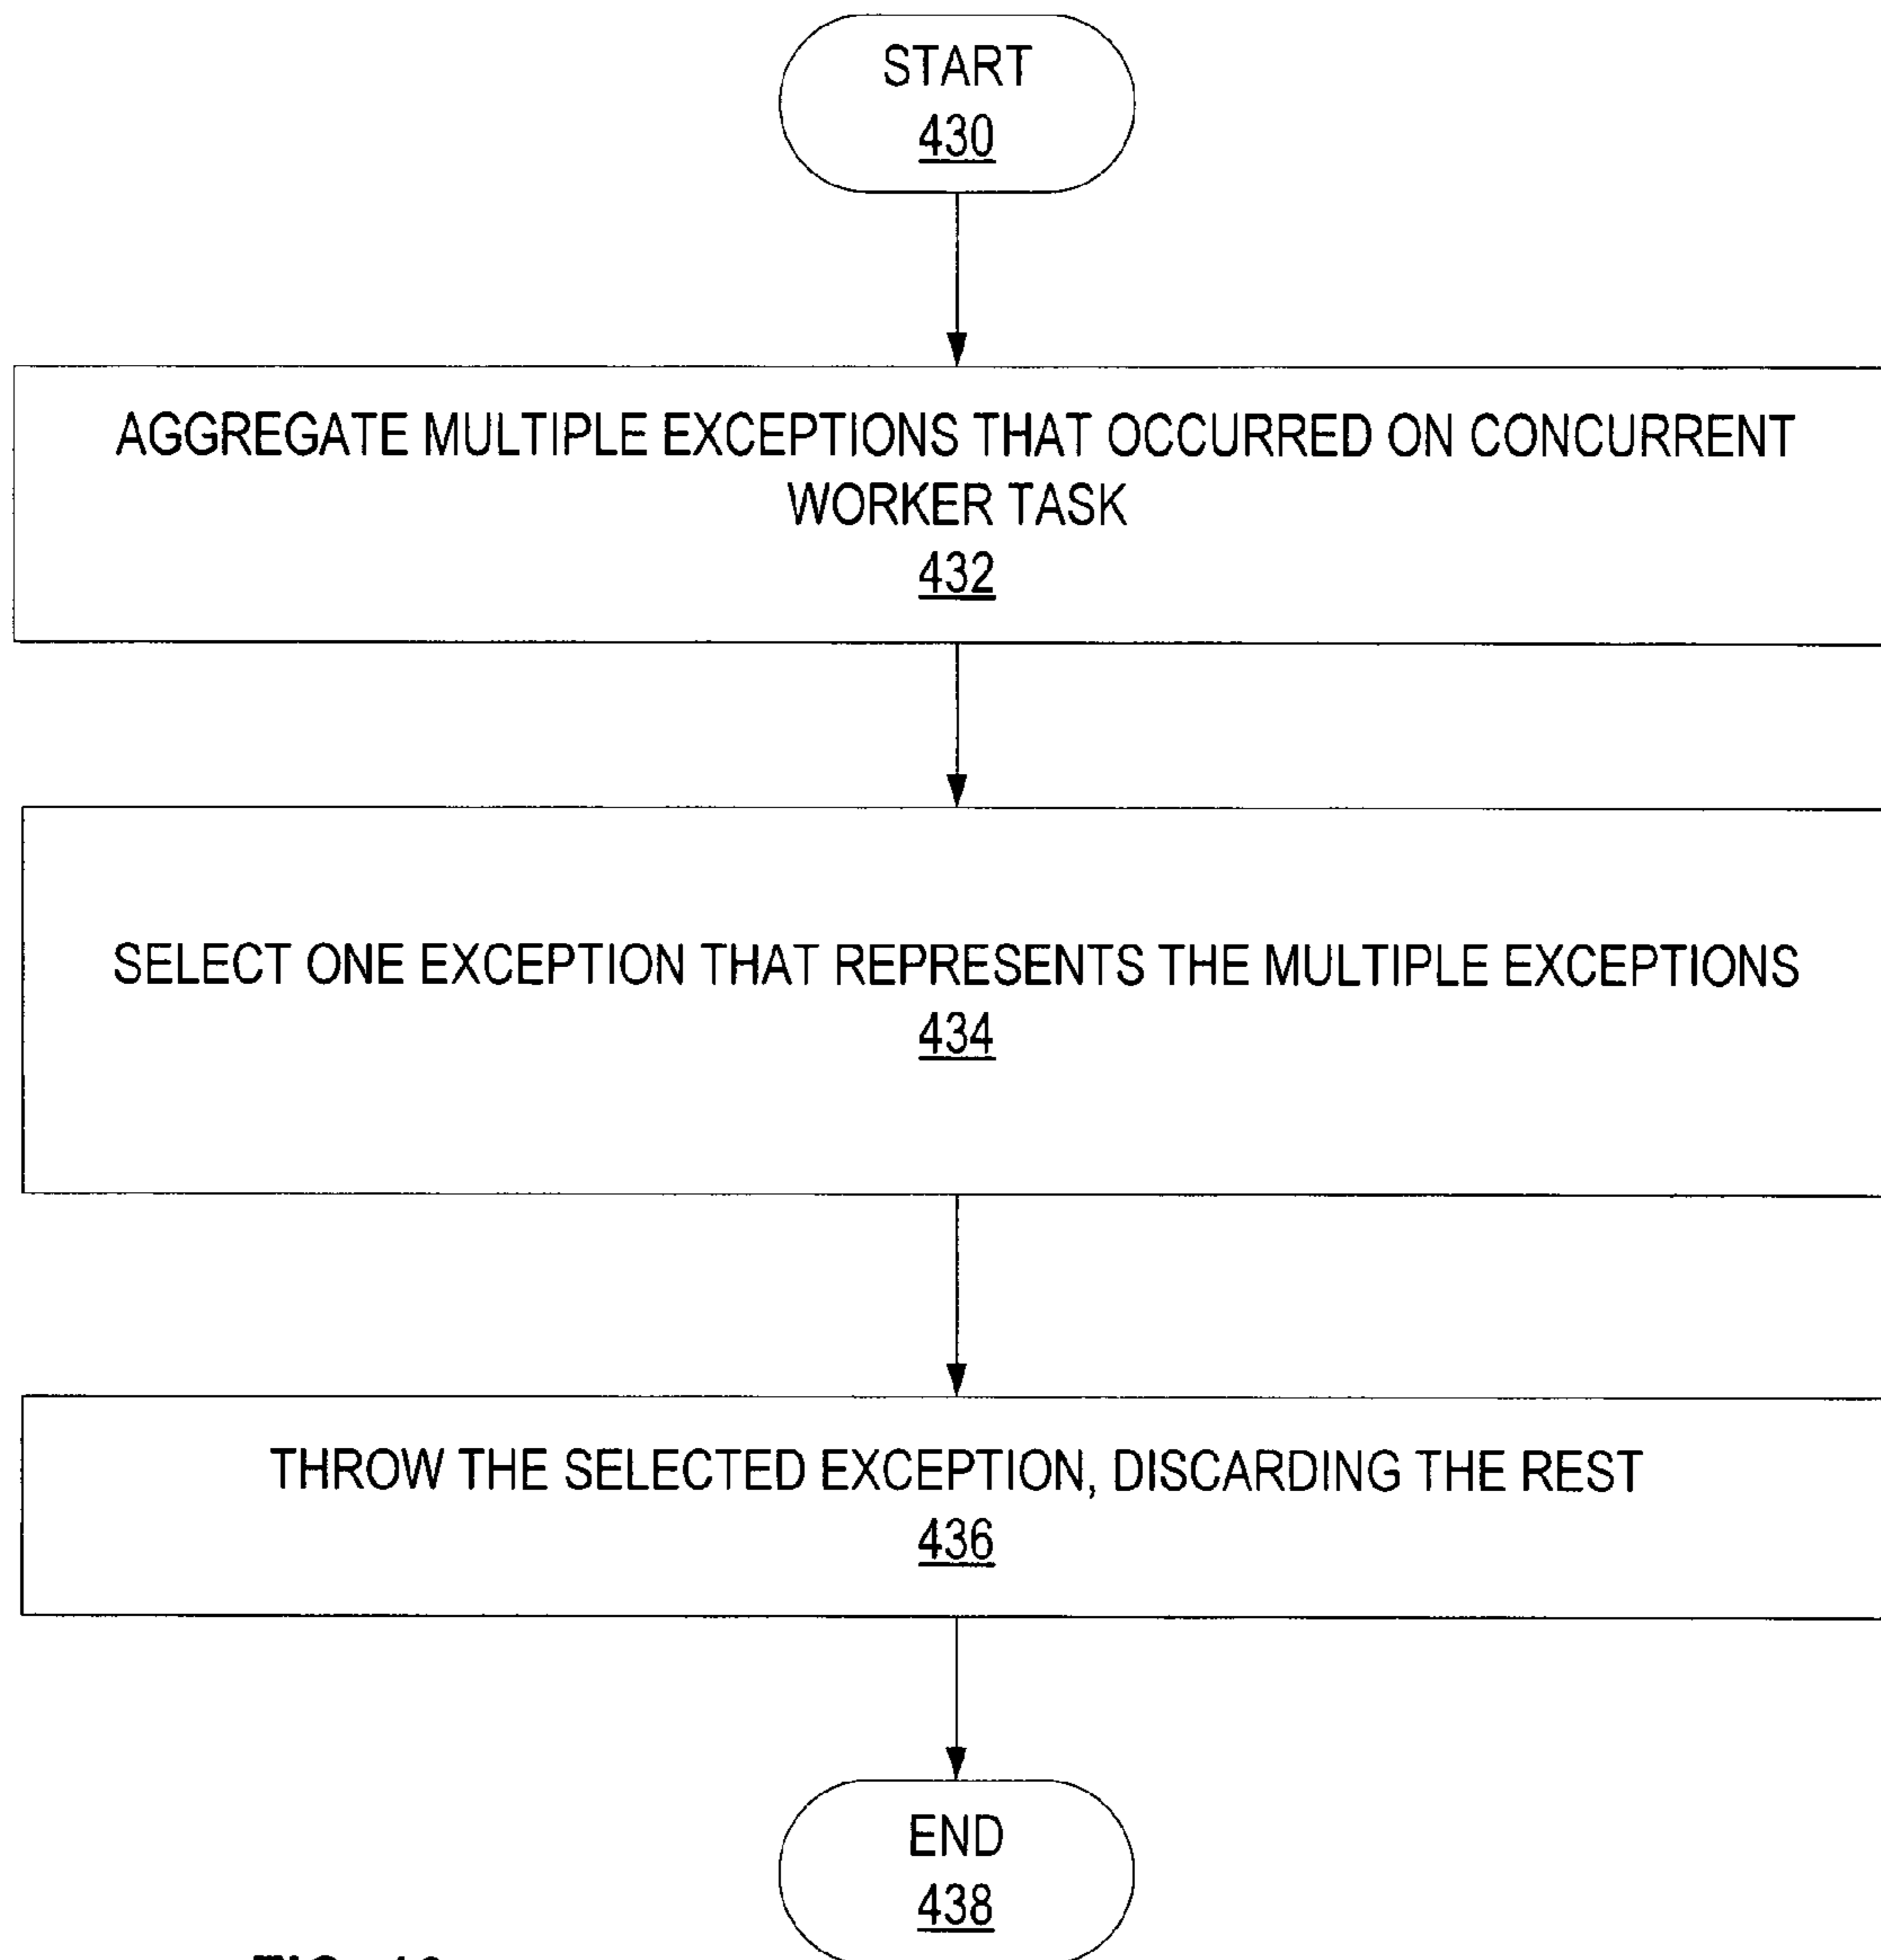 START
430
AGGREGATE MULTIPLE EXCEPTIONS THAT OCCURRED ON CONCURRENT
WORKER TASK
432
SELECT ONE EXCEPTION THAT REPRESENTS THE MULTIPLE EXCEPTIONS
434
THROW THE SELECTED EXCEPTION, DISCARDING THE REST
436
END
438